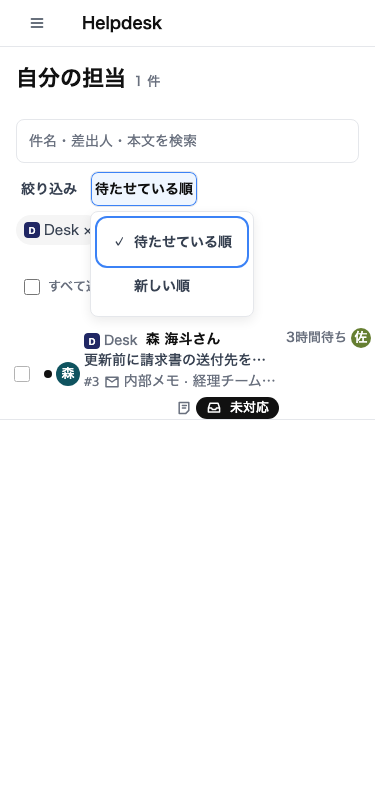 Helpdesk
自分の担当 1 件
件名・差出人・本文を検索
絞り込み 待たせている順
D Desk ×
✓ 待たせている順
すべて
新しい順
D Desk 森 海斗さん 3時間待ち 佐
森 更新前に請求書の送付先を…
#3 内部メモ · 経理チーム…
未対応